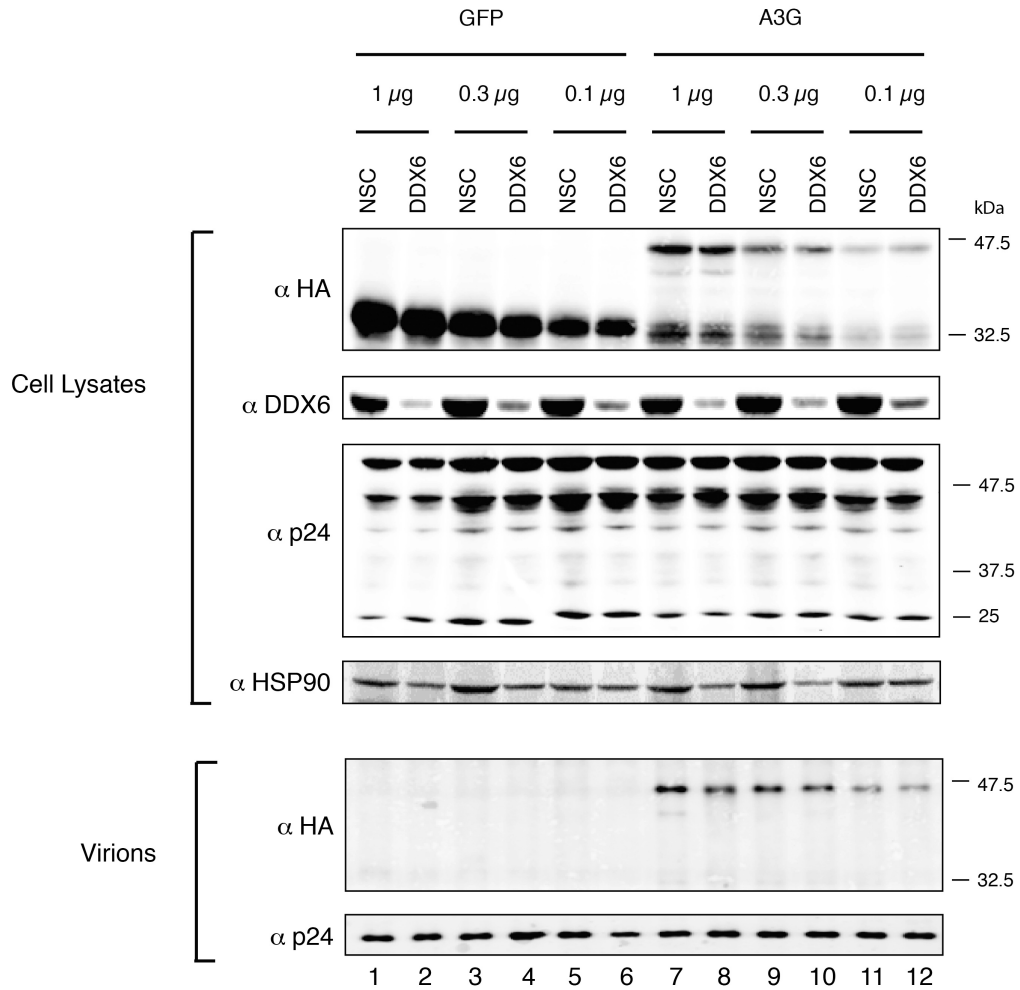 GFP A3G
1 µg 0.3 µg 0.1 µg 1 µg 0.3 µg 0.1 µg
NSC DDX6 NSC DDX6 NSC DDX6 NSC DDX6 NSC DDX6 NSC DDX6
kDa
47.5
α HA
32.5
Cell Lysates
α DDX6
47.5
α p24
37.5
25
α HSP90
47.5
α HA
Virions
32.5
α p24
1 2 3 4 5 6 7 8 9 10 11 12